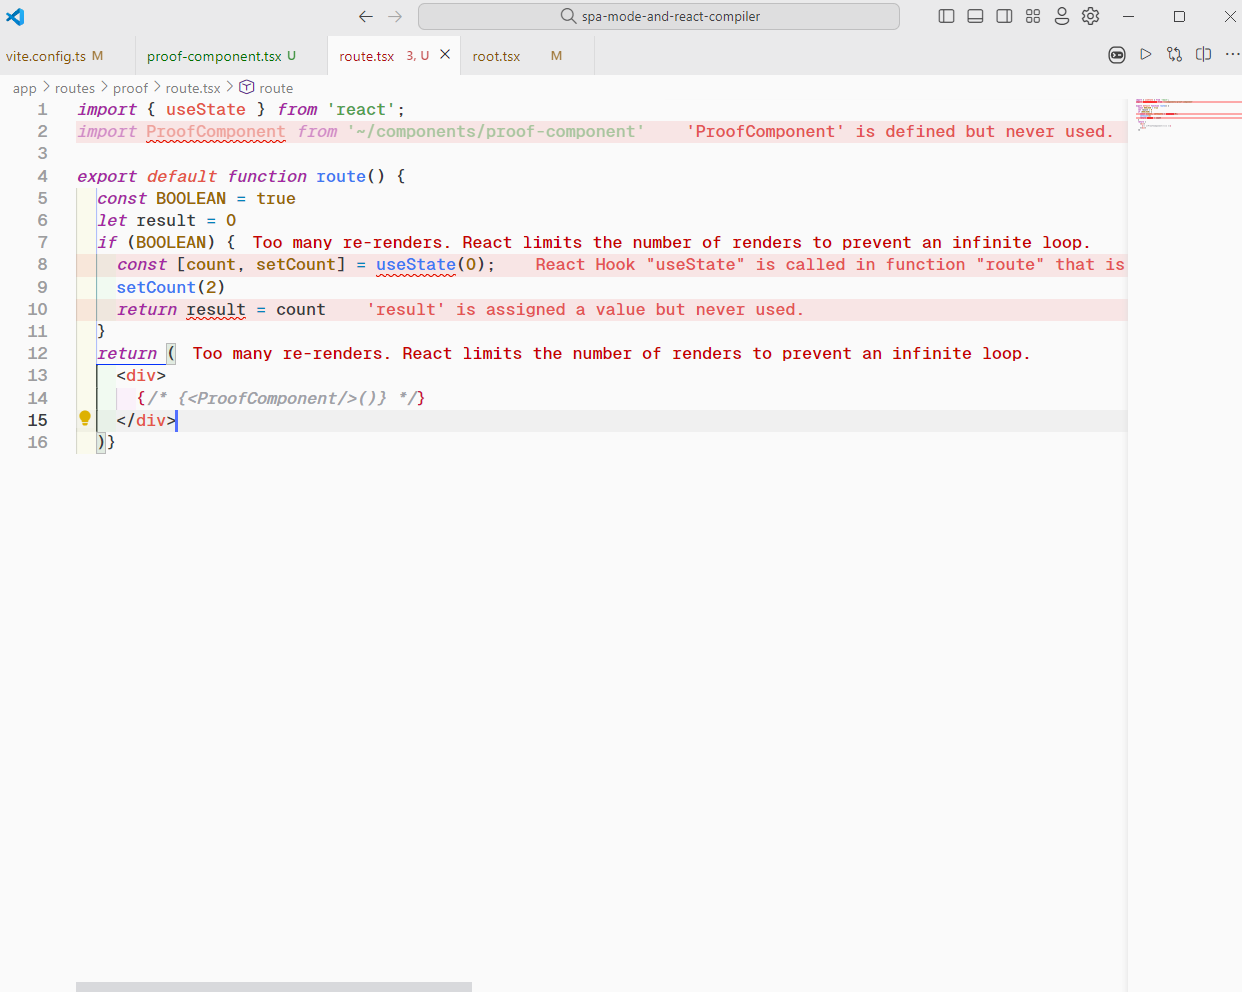 spa-mode-and-react-compiler
vite.config.ts M proof-component.tsx U route.tsx 3, U root.tsx M
app > routes > proof > route.tsx > route
1 import { useState } from 'react';
2 import ProofComponent from '~/components/proof-component' 'ProofComponent' is defined but never used.
3
4 export default function route() {
5 const BOOLEAN = true
6 let result = 0
7 if (BOOLEAN) { Too many re-renders. React limits the number of renders to prevent an infinite loop.
8 const [count, setCount] = useState(0); React Hook "useState" is called in function "route" that is
9 setCount(2)
10 return result = count 'result' is assigned a value but never used.
11 }
12 return ( Too many re-renders. React limits the number of renders to prevent an infinite loop.
13 <div>
14 {/* {<ProofComponent/>()} */}
15 </div>
16 )}